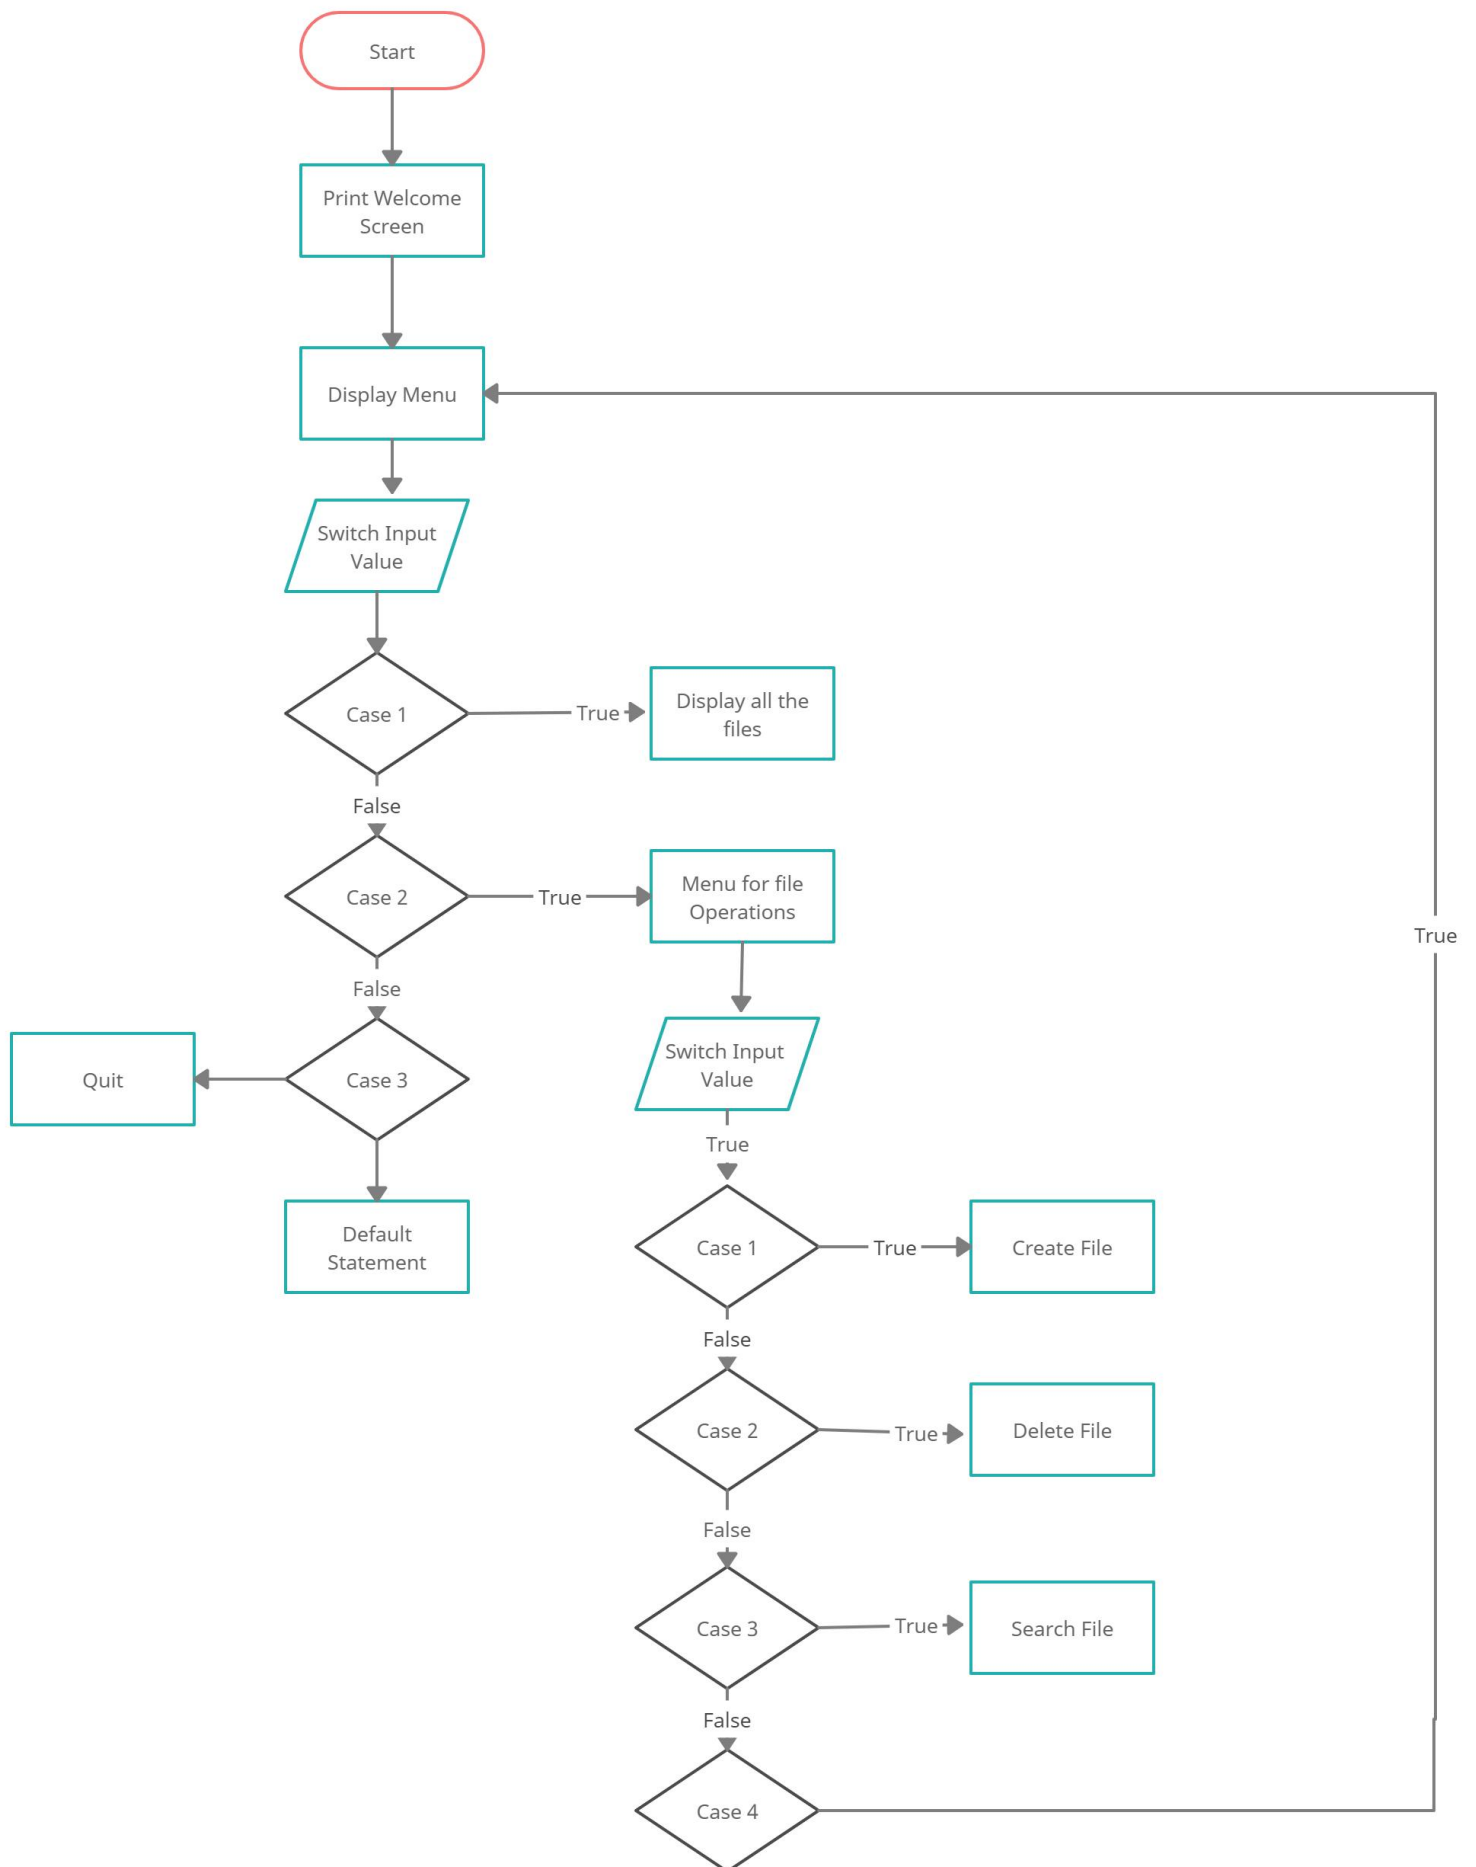 Start
Print Welcome
Screen
Display Menu
Switch Input
Value
Case 1
True
Display all the
files
False
Case 2
True
Menu for file
Operations
True
False
Quit
Case 3
Switch Input
Value
True
Default
Statement
Case 1
True
Create File
False
Case 2
True
Delete File
False
Case 3
True
Search File
False
Case 4